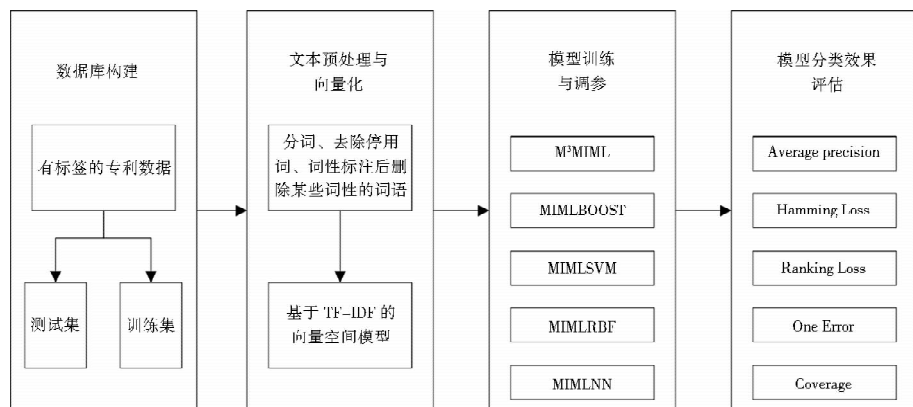 数据库构建
有标签的专利数据
测试集
训练集
文本预处理与
向量化
分词、去除停用
词、词性标注后删
除某些词性的词语
基于 TF-IDF 的
向量空间模型
模型训练
与调参
M³MIML
MIMLBOOST
MIMLSVM
MIMLRBF
MIMLNN
模型分类效果
评估
Average precision
Hamming Loss
Ranking Loss
One Error
Coverage